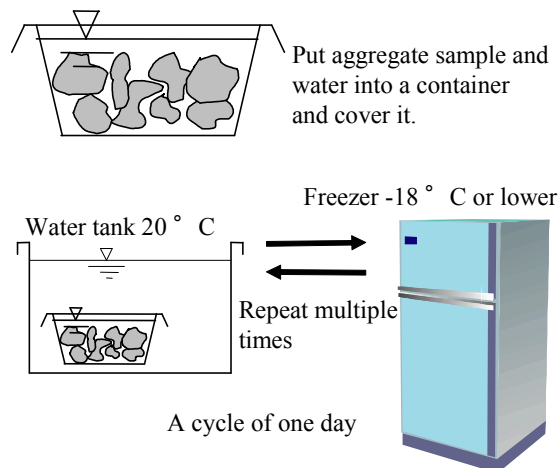 Put aggregate sample and
water into a container
and cover it.
Freezer -18° C or lower
Water tank 20° C
Repeat multiple
times
A cycle of one day